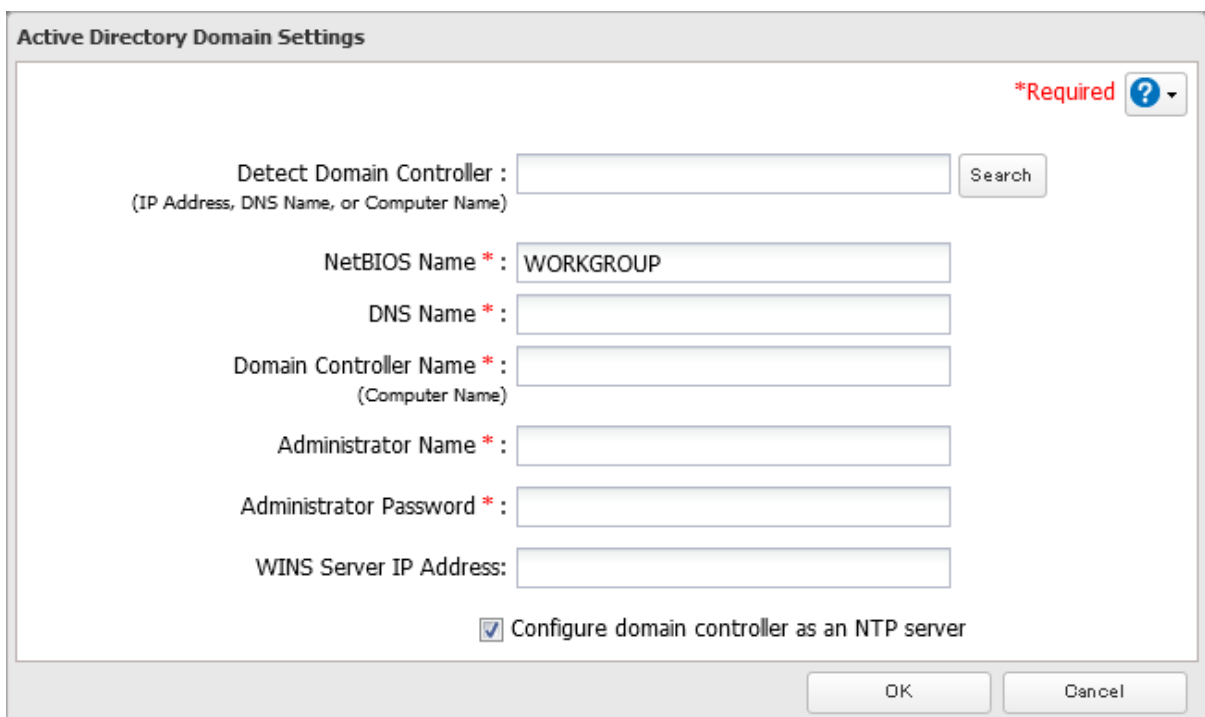 Active Directory Domain Settings
*Required ?
Detect Domain Controller : Search
(IP Address, DNS Name, or Computer Name)
NetBIOS Name * : WORKGROUP
DNS Name * :
Domain Controller Name * :
(Computer Name)
Administrator Name * :
Administrator Password * :
WINS Server IP Address:
Configure domain controller as an NTP server
OK Cancel